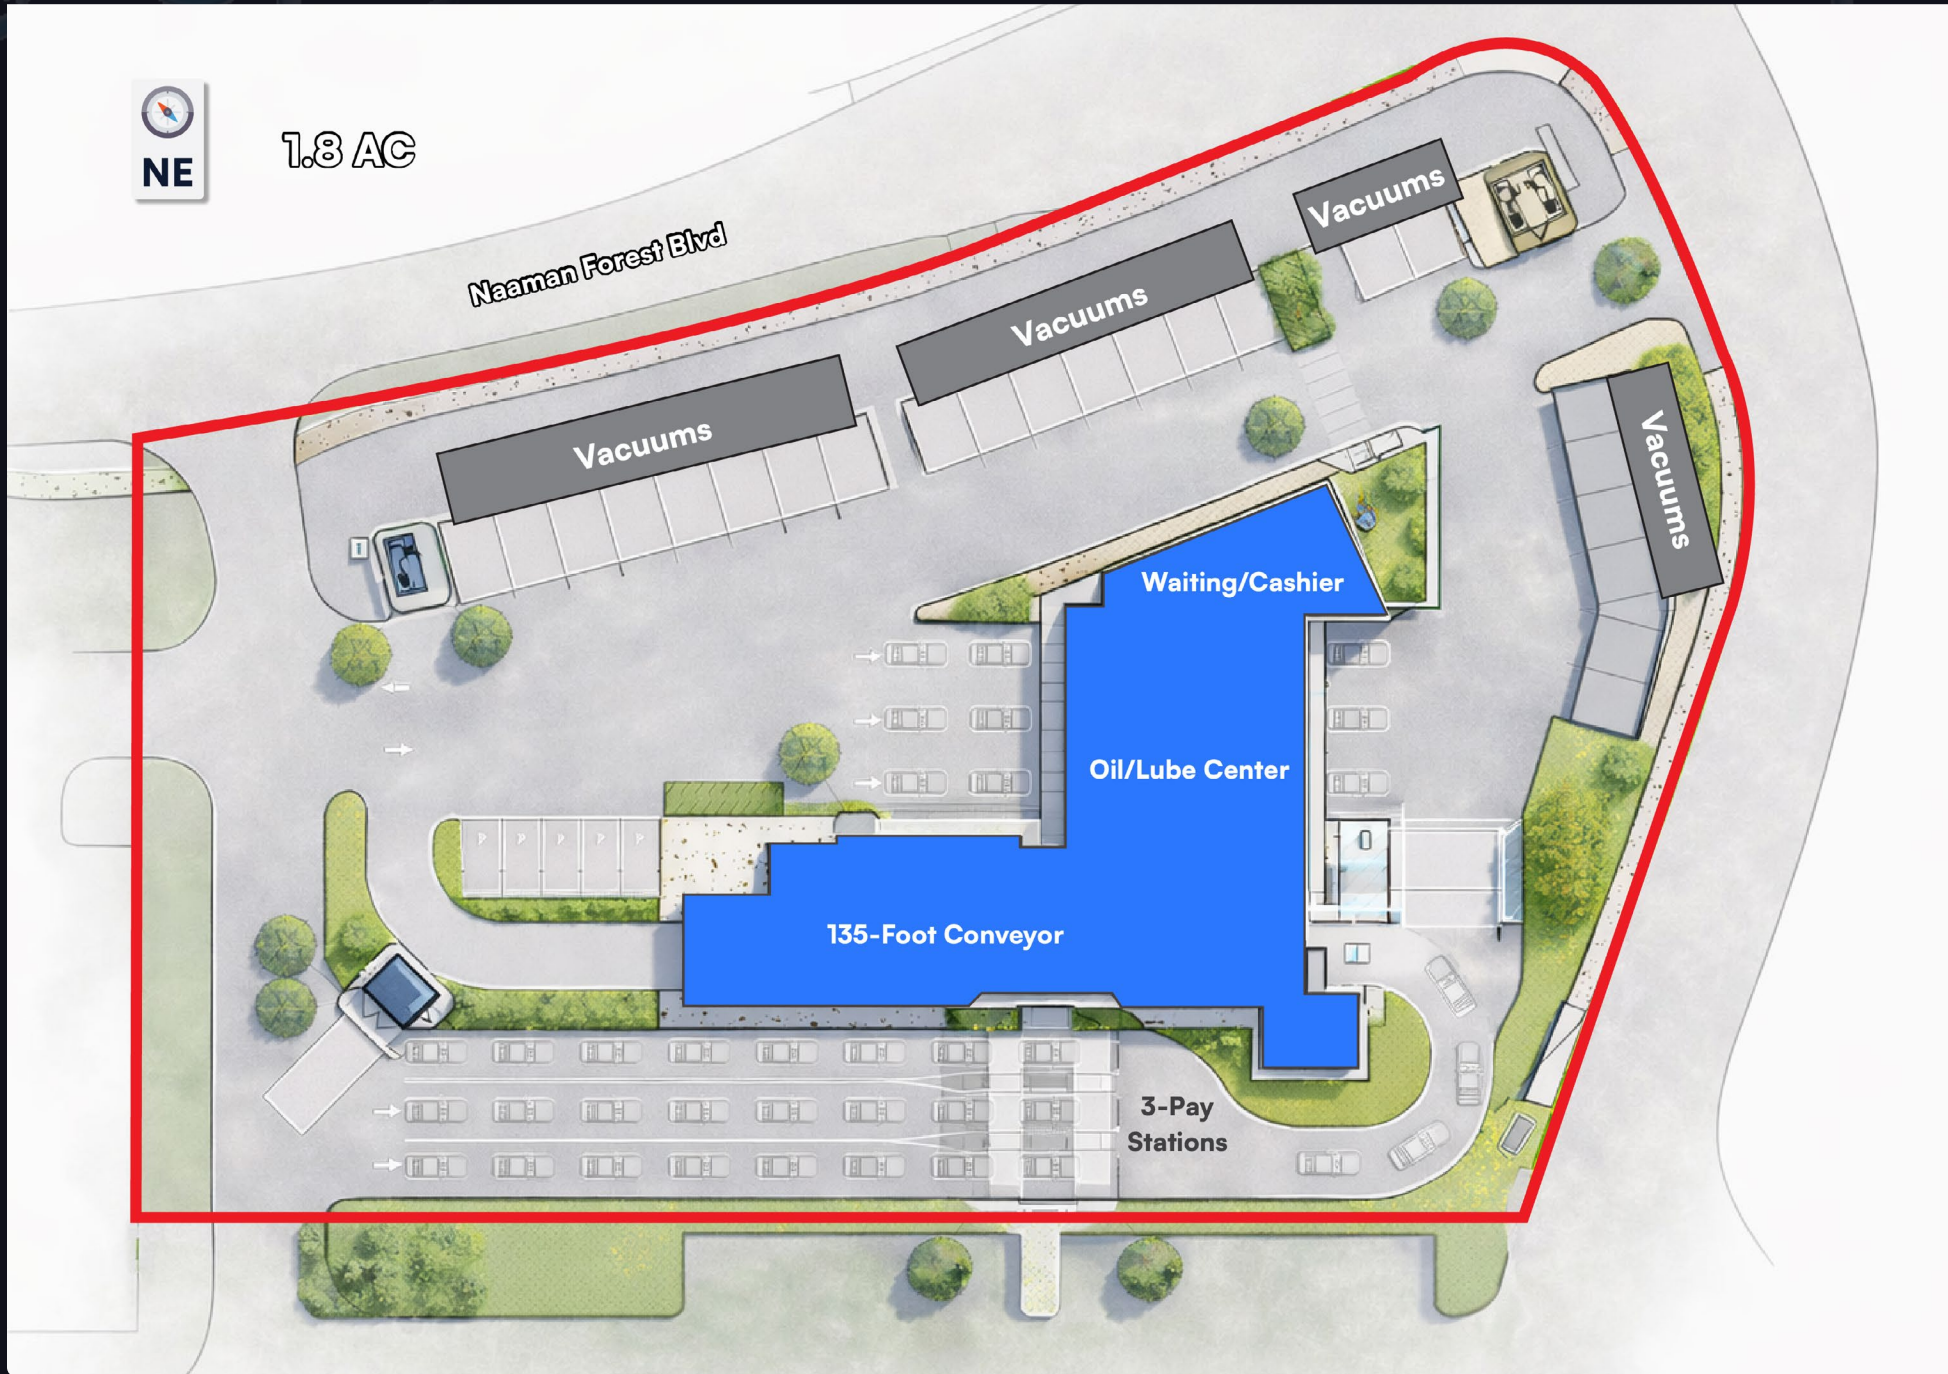 NE
1.8 AC
Naaman Forest Blvd
Vacuums
Vacuums
Vacuums
Vacuums
Waiting/Cashier
Oil/Lube Center
135-Foot Conveyor
3-Pay
Stations